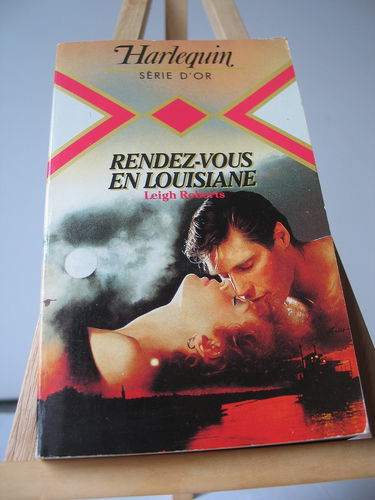 Harlequin
SÉRIE D'OR
RENDEZ-VOUS
EN LOUISIANE
Leigh Roberts